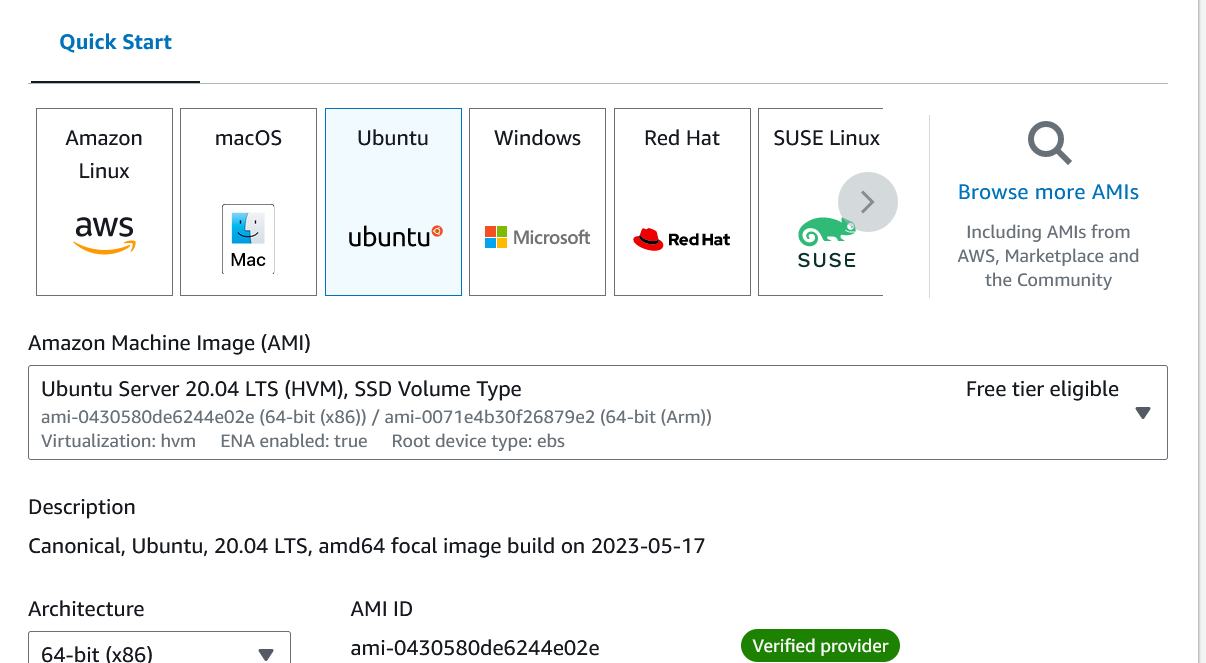 Quick Start
Amazon
Linux
aws
macOS
Mac
Ubuntu
ubuntu
Windows
Microsoft
Red Hat
Red Hat
SUSE Linux
SUSE
Browse more AMIs
Including AMIs from
AWS, Marketplace and
the Community
Amazon Machine Image (AMI)
Ubuntu Server 20.04 LTS (HVM), SSD Volume Type
Free tier eligible
ami-0430580de6244e02e (64-bit (x86)) / ami-0071e4b30f26879e2 (64-bit (Arm))
Virtualization: hvm ENA enabled: true Root device type: ebs
Description
Canonical, Ubuntu, 20.04 LTS, amd64 focal image build on 2023-05-17
Architecture
64-bit (x86)
AMI ID
ami-0430580de6244e02e
Verified provider